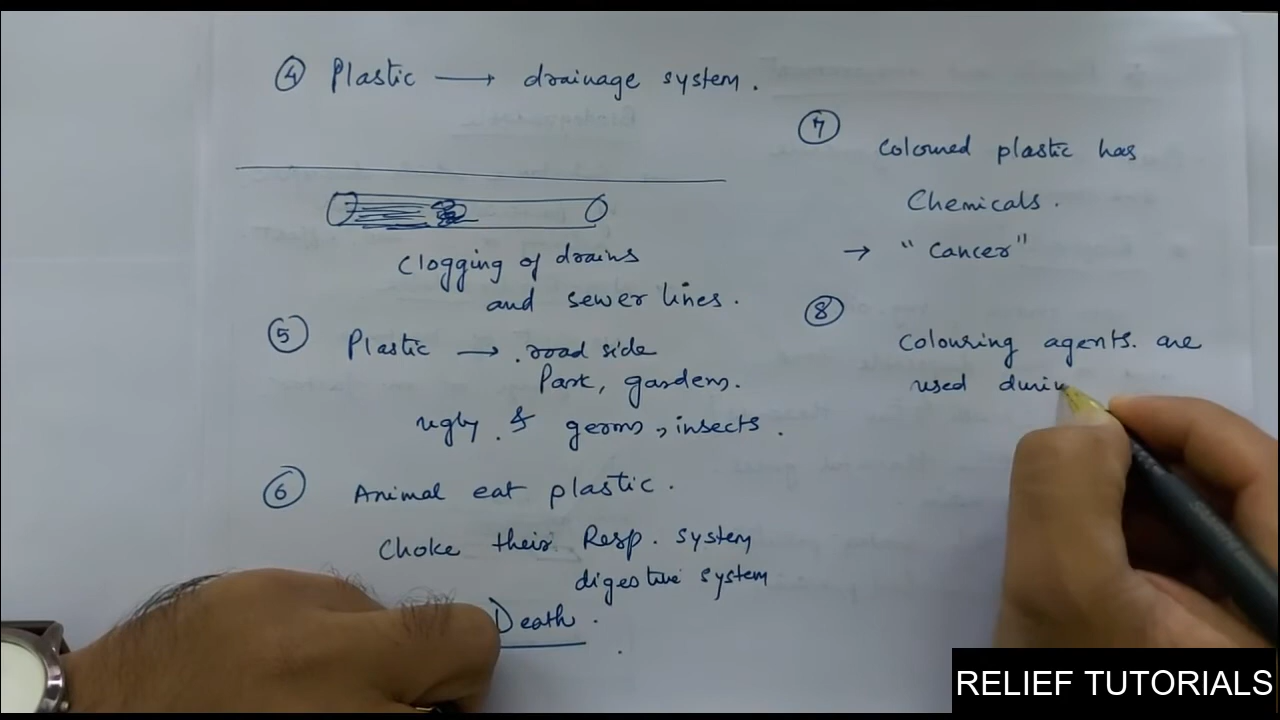 ④ Plastic → drainage system.
Clogging of drains
and sewer lines.
⑤ Plastic → road side
Park, gardens.
ugly & germs, insects.
⑥ Animal eat plastic.
Choke their Resp. system
digestive system
Death.
⑦
Coloured plastic has
Chemicals.
→ "Cancer"
⑧
Colouring agents are
used durin
RELIEF TUTORIALS